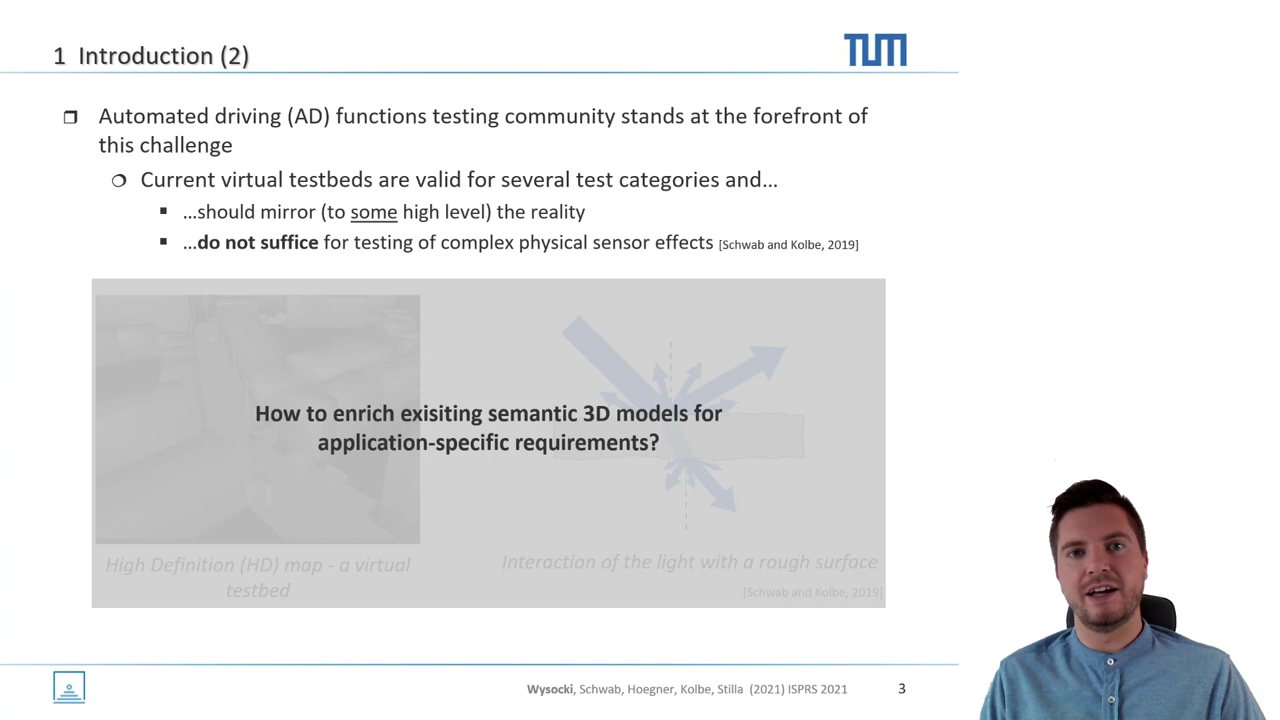 1 Introduction (2)
TUM
Automated driving (AD) functions testing community stands at the forefront of
this challenge
Current virtual testbeds are valid for several test categories and…
…should mirror (to some high level) the reality
…do not suffice for testing of complex physical sensor effects [Schwab and Kolbe, 2019]
How to enrich exisiting semantic 3D models for
application-specific requirements?
High Definition (HD) map - a virtual
testbed
Interaction of the light with a rough surface
[Schwab and Kolbe, 2019]
Wysocki, Schwab, Hoegner, Kolbe, Stilla (2021) ISPRS 2021
3